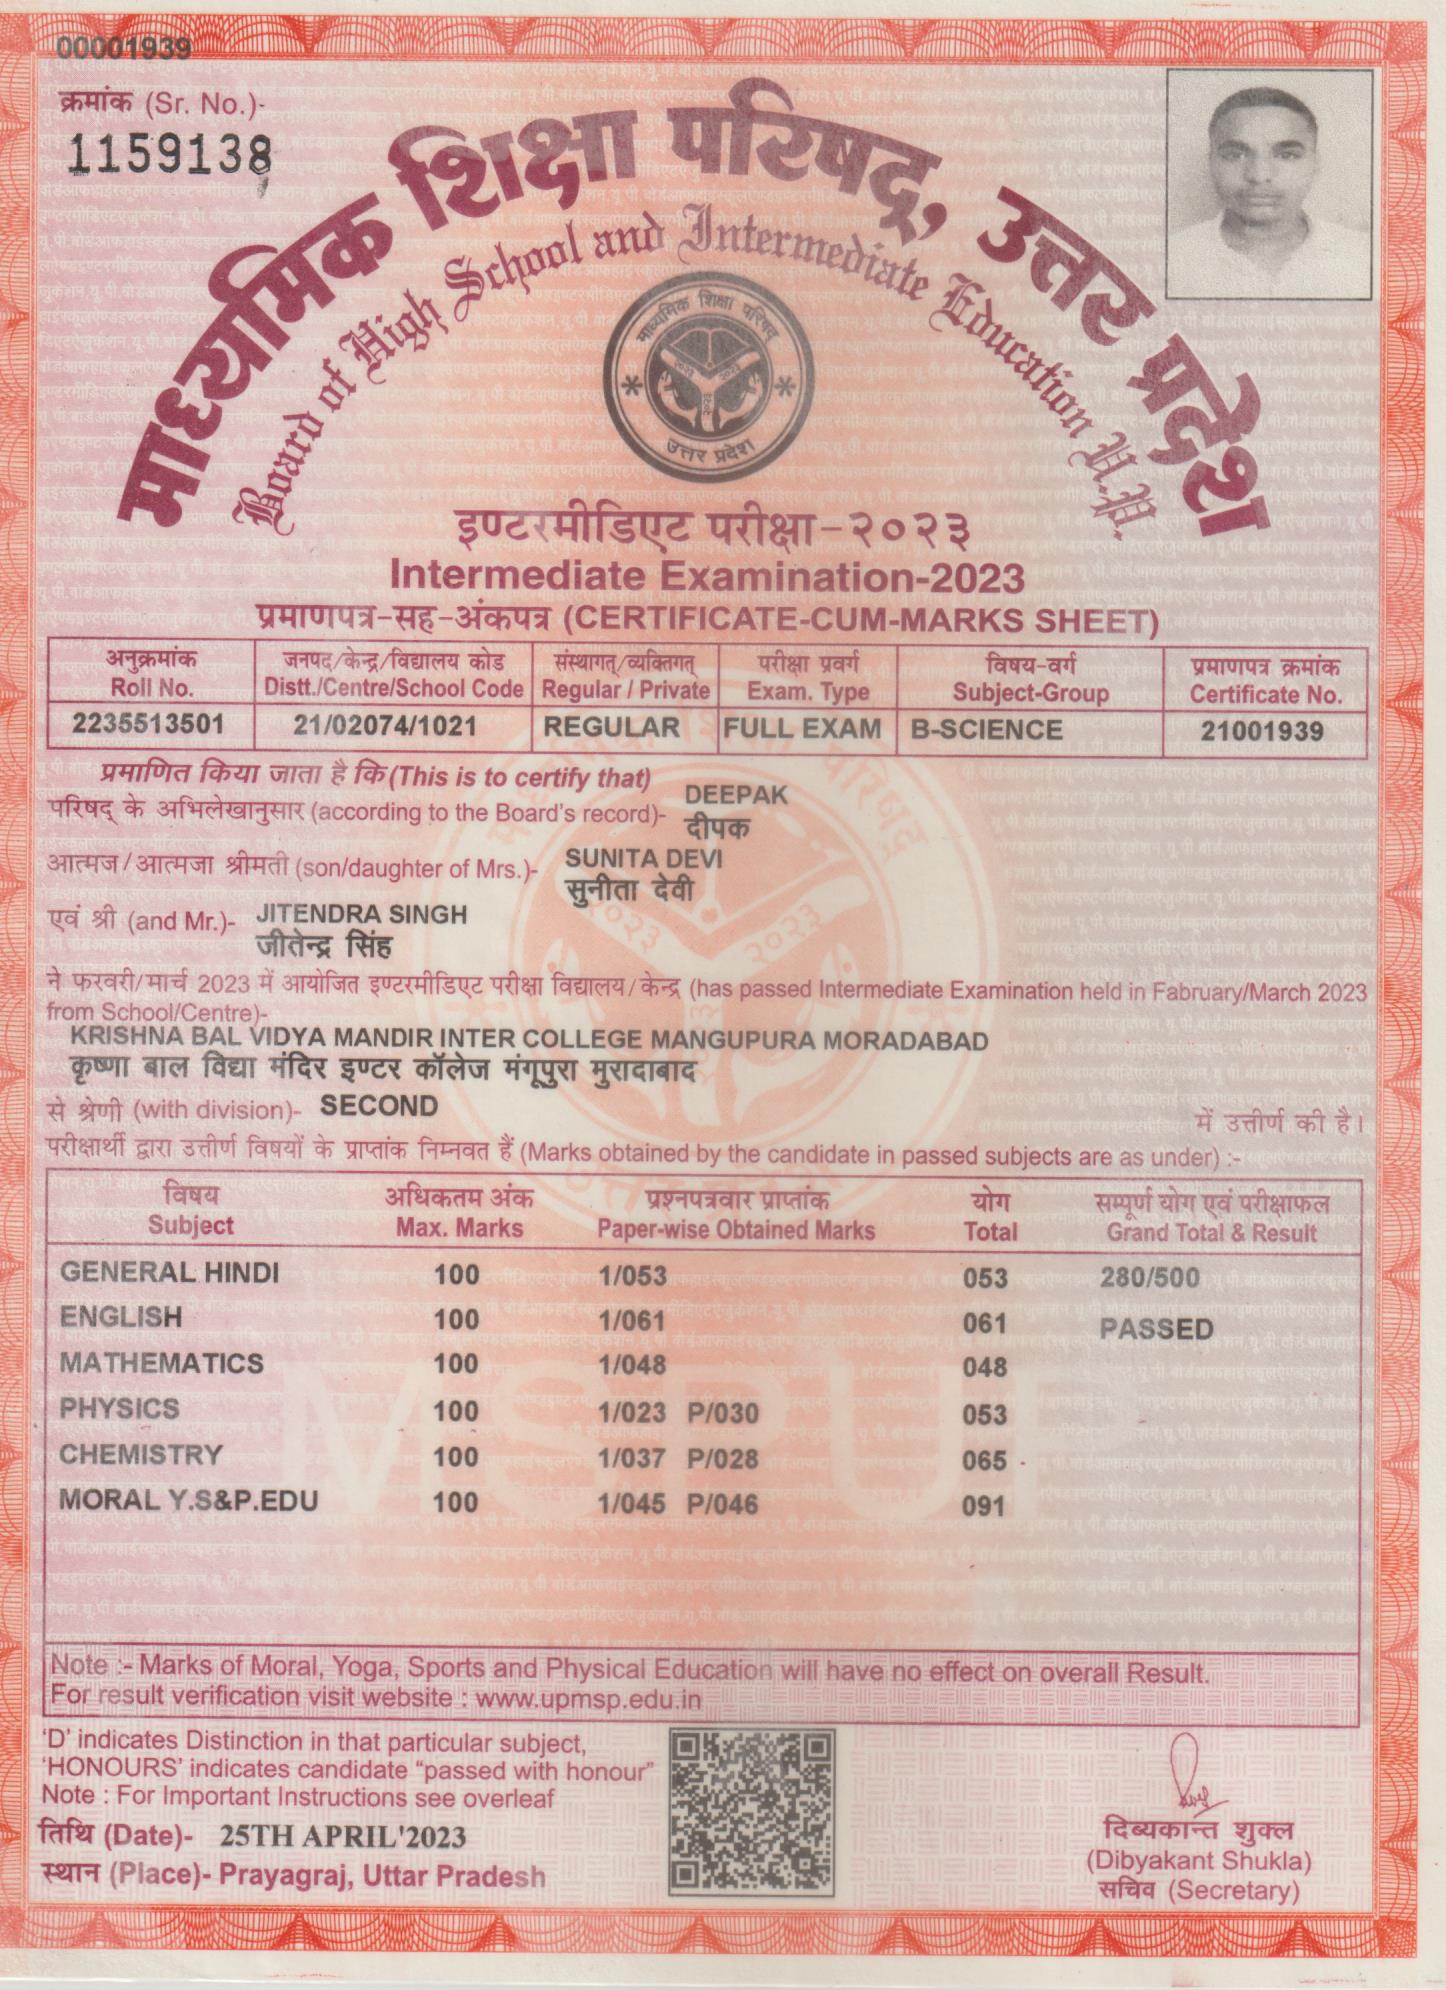 00001939
क्रमांक (Sr. No.)-
1159138
माध्यमिक शिक्षा परिषद्, उत्तर प्रदेश
Board of High School and Intermediate Education U.P.
माध्यमिक शिक्षा परिषद्
उत्तर प्रदेश
इण्टरमीडिएट परीक्षा-२०२३
Intermediate Examination-2023
प्रमाणपत्र-सह-अंकपत्र (CERTIFICATE-CUM-MARKS SHEET)
अनुक्रमांक जनपद/केन्द्र/विद्यालय कोड संस्थागत्/व्यक्तिगत् परीक्षा प्रवर्ग विषय-वर्ग प्रमाणपत्र क्रमांक
Roll No. Distt./Centre/School Code Regular / Private Exam. Type Subject-Group Certificate No.
2235513501 21/02074/1021 REGULAR FULL EXAM B-SCIENCE 21001939
प्रमाणित किया जाता है कि (This is to certify that)
परिषद् के अभिलेखानुसार (according to the Board's record)- DEEPAK
दीपक
आत्मज/आत्मजा श्रीमती (son/daughter of Mrs.)- SUNITA DEVI
सुनीता देवी
एवं श्री (and Mr.)- JITENDRA SINGH
जीतेन्द्र सिंह
ने फरवरी/मार्च 2023 में आयोजित इण्टरमीडिएट परीक्षा विद्यालय/केन्द्र (has passed Intermediate Examination held in Fabruary/March 2023
from School/Centre)-
KRISHNA BAL VIDYA MANDIR INTER COLLEGE MANGUPURA MORADABAD
कृष्णा बाल विद्या मंदिर इण्टर कॉलेज मंगूपुरा मुरादाबाद
से श्रेणी (with division)- SECOND में उत्तीर्ण की है।
परीक्षार्थी द्वारा उत्तीर्ण विषयों के प्राप्तांक निम्नवत हैं (Marks obtained by the candidate in passed subjects are as under) :-
विषय अधिकतम अंक प्रश्नपत्रवार प्राप्तांक योग सम्पूर्ण योग एवं परीक्षाफल
Subject Max. Marks Paper-wise Obtained Marks Total Grand Total & Result
GENERAL HINDI 100 1/053 053 280/500
ENGLISH 100 1/061 061 PASSED
MATHEMATICS 100 1/048 048
PHYSICS 100 1/023 P/030 053
CHEMISTRY 100 1/037 P/028 065
MORAL Y.S&P.EDU 100 1/045 P/046 091
Note :- Marks of Moral, Yoga, Sports and Physical Education will have no effect on overall Result.
For result verification visit website : www.upmsp.edu.in
'D' indicates Distinction in that particular subject,
'HONOURS' indicates candidate "passed with honour"
Note : For Important Instructions see overleaf
तिथि (Date)- 25TH APRIL'2023
स्थान (Place)- Prayagraj, Uttar Pradesh
दिब्यकान्त शुक्ल
(Dibyakant Shukla)
सचिव (Secretary)